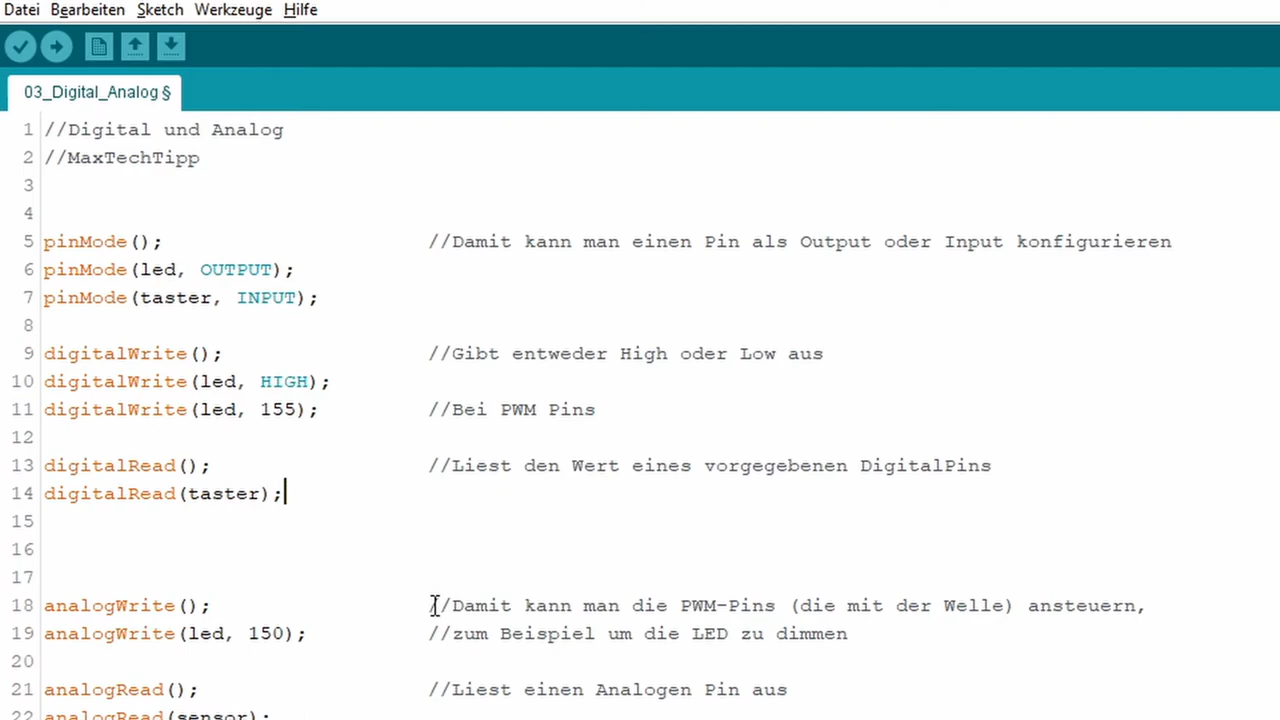 Datei Bearbeiten Sketch Werkzeuge Hilfe
03_Digital_Analog §
1 //Digital und Analog
2 //MaxTechTipp
3
4
5 pinMode(); //Damit kann man einen Pin als Output oder Input konfigurieren
6 pinMode(led, OUTPUT);
7 pinMode(taster, INPUT);
8
9 digitalWrite(); //Gibt entweder High oder Low aus
10 digitalWrite(led, HIGH);
11 digitalWrite(led, 155); //Bei PWM Pins
12
13 digitalRead(); //Liest den Wert eines vorgegebenen DigitalPins
14 digitalRead(taster);
15
16
17
18 analogWrite(); //Damit kann man die PWM-Pins (die mit der Welle) ansteuern,
19 analogWrite(led, 150); //zum Beispiel um die LED zu dimmen
20
21 analogRead(); //Liest einen Analogen Pin aus
22 analogRead(sensor);